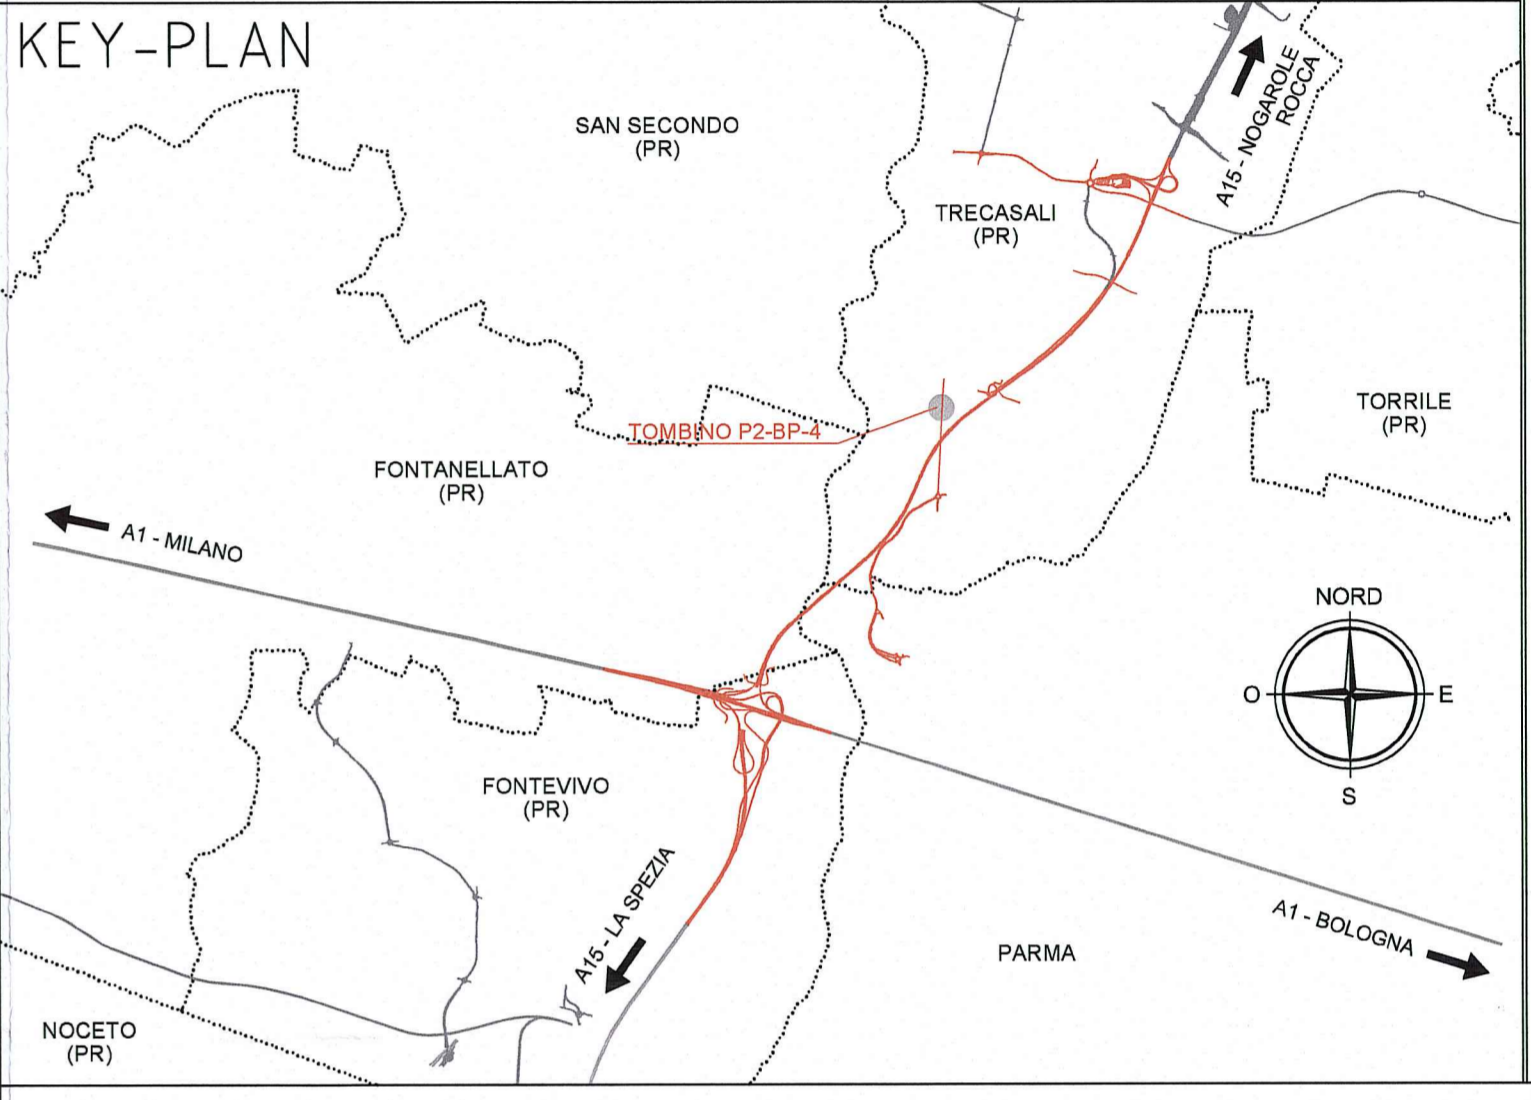 KEY-PLAN
SAN SECONDO
(PR)
A15 - NOGAROLE
ROCCA
TRECASALI
(PR)
TORRILE
(PR)
TOMBINO P2-BP-4
FONTANELLATO
(PR)
A1 - MILANO
NORD
O
E
S
FONTEVIVO
(PR)
A15 - LA SPEZIA
A1 - BOLOGNA
PARMA
NOCETO
(PR)